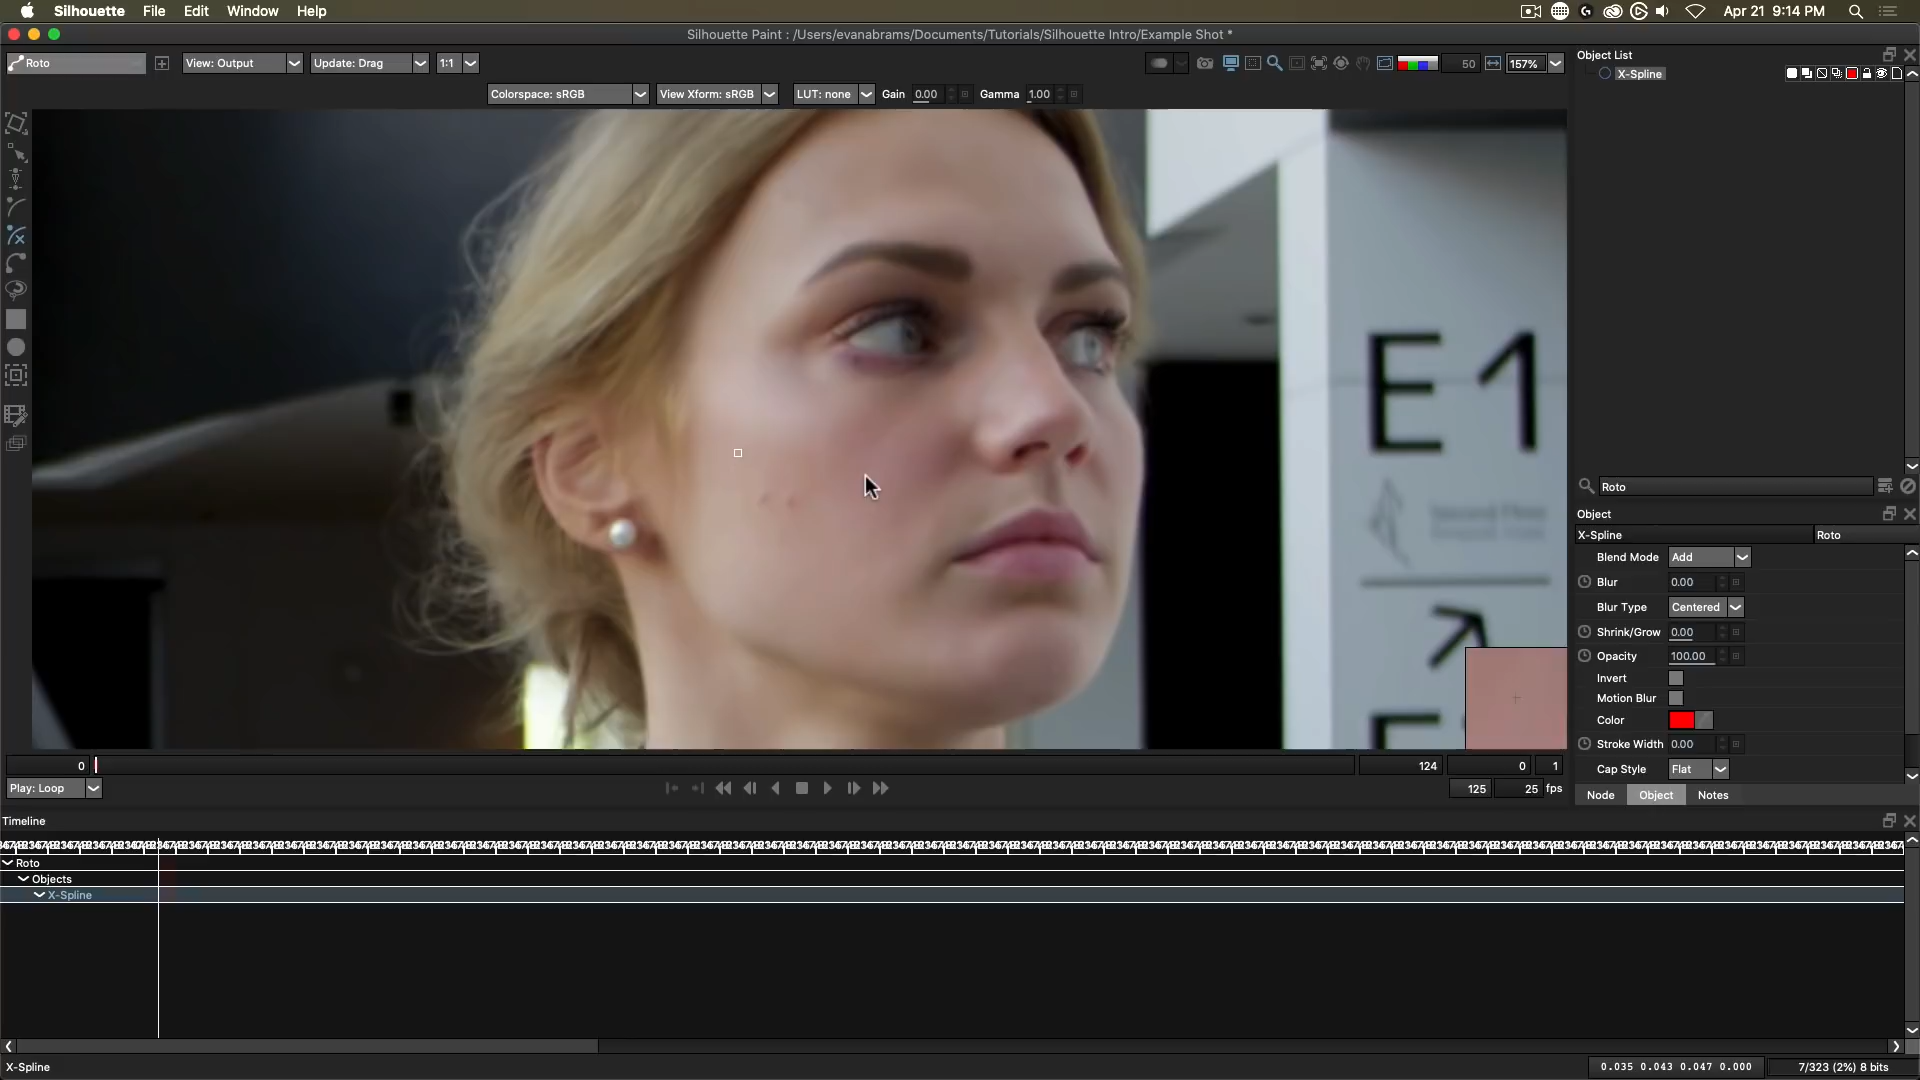 Silhouette File Edit Window Help
Apr 21 9:14 PM
Silhouette Paint : /Users/evanabrams/Documents/Tutorials/Silhouette Intro/Example Shot *
Object List
Roto
View: Output
Update: Drag
1:1
50
157%
X-Spline
Colorspace: sRGB
View Xform: sRGB
LUT: none
Gain 0.00
Gamma 1.00
E1
Roto
Object
X-Spline
Roto
Blend Mode Add
Blur 0.00
Blur Type Centered
Shrink/Grow 0.00
Opacity 100.00
Invert
Motion Blur
Color
Stroke Width 0.00
Cap Style Flat
0
124
0
1
Play: Loop
125
25 fps
Node Object Notes
Timeline
Roto
Objects
X-Spline
X-Spline
0.035 0.043 0.047 0.000
7/323 (2%) 8 bits